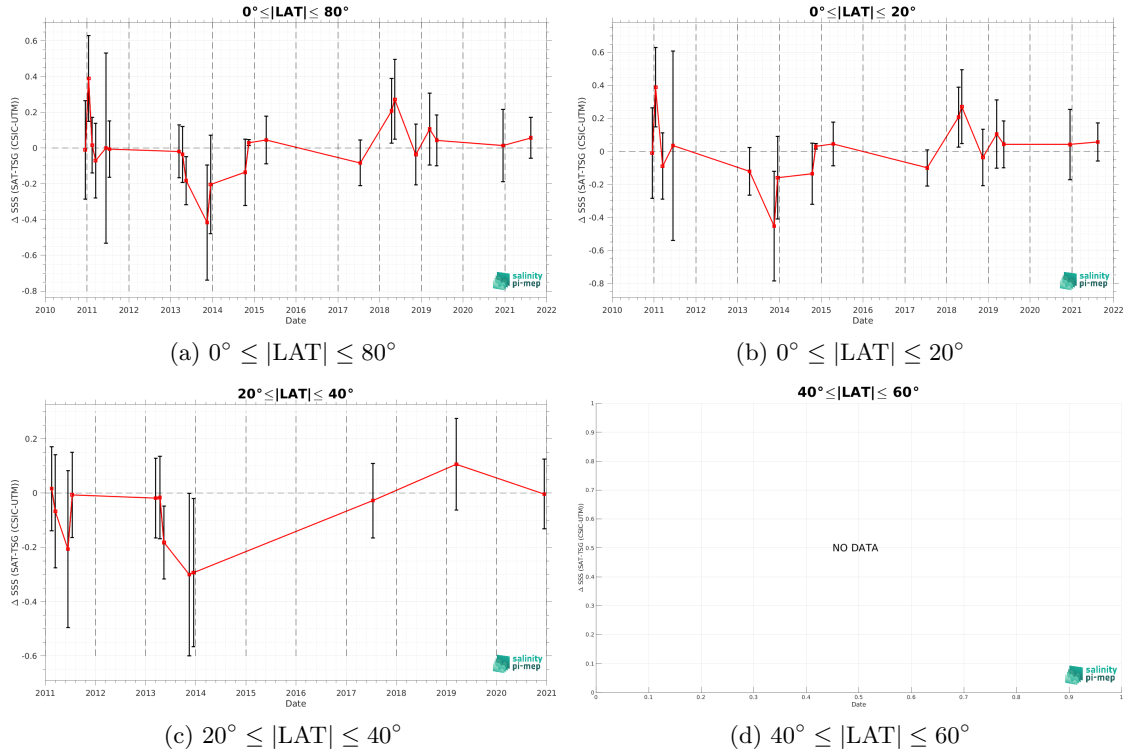 0°≤|LAT|≤ 80°
Δ SSS (SAT-TSG (CSIC-UTM))
0.6
0.4
0.2
0
-0.2
-0.4
-0.6
-0.8
2010 2011 2012 2013 2014 2015 2016 2017 2018 2019 2020 2021 2022
Date
salinity
pi-mep
(a) 0° ≤ |LAT| ≤ 80°
0°≤|LAT|≤ 20°
Δ SSS (SAT-TSG (CSIC-UTM))
0.6
0.4
0.2
0
-0.2
-0.4
-0.6
-0.8
2010 2011 2012 2013 2014 2015 2016 2017 2018 2019 2020 2021 2022
Date
salinity
pi-mep
(b) 0° ≤ |LAT| ≤ 20°
20°≤|LAT|≤ 40°
Δ SSS (SAT-TSG (CSIC-UTM))
0.2
0
-0.2
-0.4
-0.6
2011 2012 2013 2014 2015 2016 2017 2018 2019 2020 2021
Date
salinity
pi-mep
(c) 20° ≤ |LAT| ≤ 40°
40°≤|LAT|≤ 60°
Δ SSS (SAT-TSG (CSIC-UTM))
1
0.9
0.8
0.7
0.6
0.5
0.4
0.3
0.2
0.1
0
NO DATA
0 0.1 0.2 0.3 0.4 0.5 0.6 0.7 0.8 0.9 1
Date
salinity
pi-mep
(d) 40° ≤ |LAT| ≤ 60°